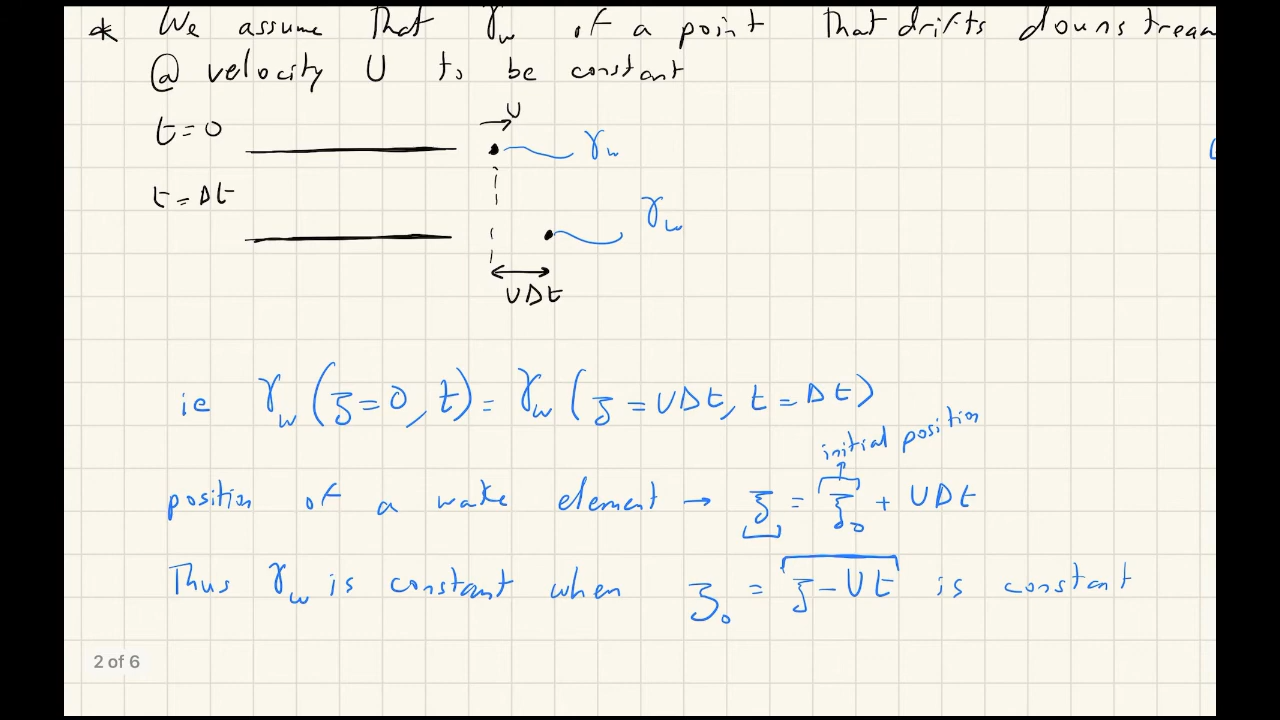 * We assume that γw of a point that drifts downstream
@ velocity U to be constant
U
t=0
γw
t=Δt
γw
UΔt
ie γw (ξ=0, t) = γw (ξ = UΔt, t = Δt)
initial position
position of a wake element → ξ = ξ₀ + UΔt
Thus γw is constant when ξ₀ = ξ-Ut is constant
2 of 6